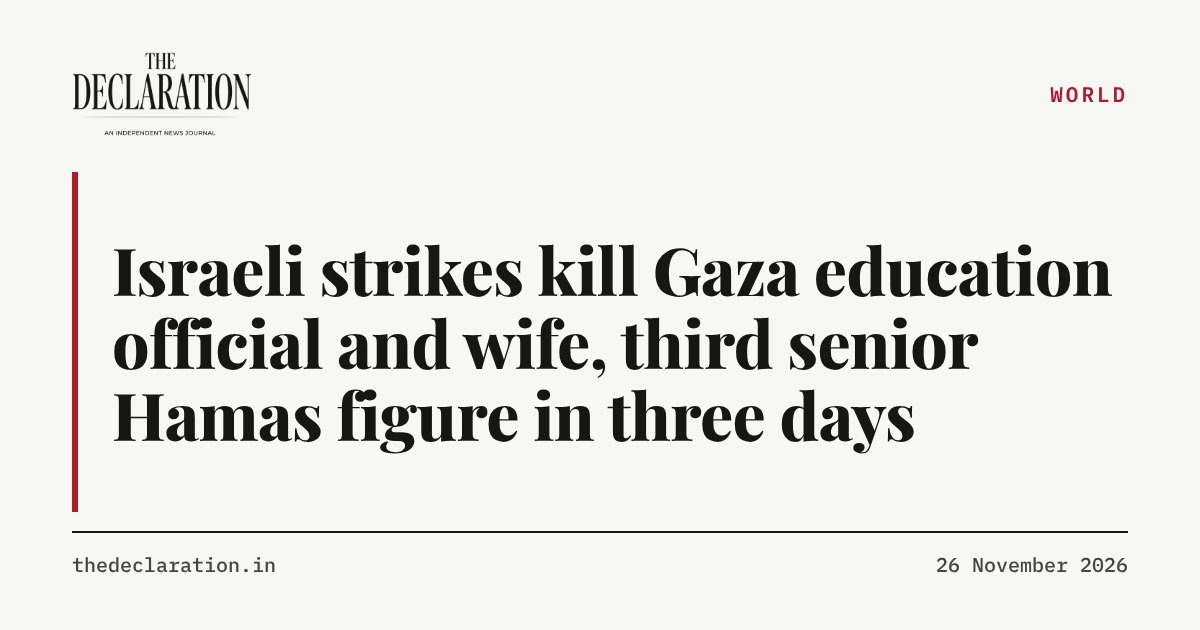 THE
DECLARATION
AN INDEPENDENT NEWS JOURNAL
WORLD
Israeli strikes kill Gaza education
official and wife, third senior
Hamas figure in three days
thedeclaration.in
26 November 2026